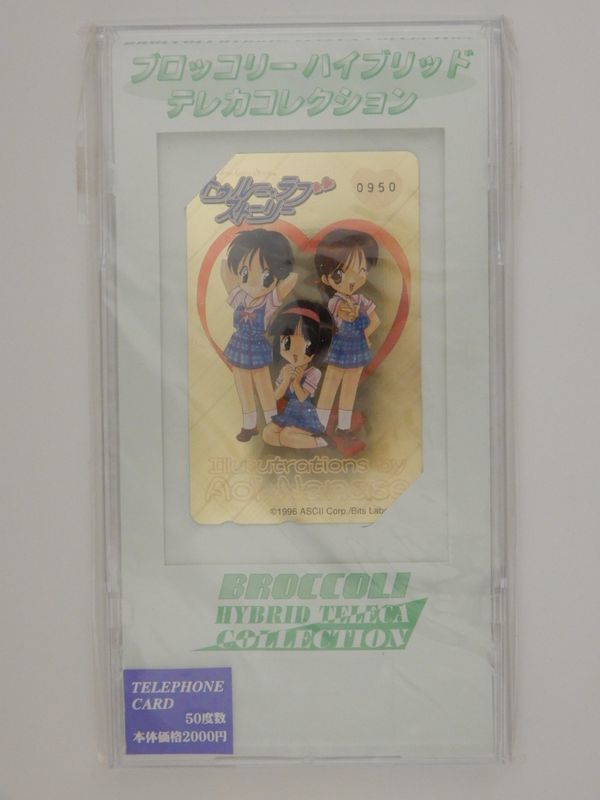 ブロッコリーハイブリッド
テレカコレクション
トゥルー・ラブ
ストーリー
0950
Illusutrations by
Aoi Nanase
©1996 ASCII Corp./Bits Labo
BROCCOLI
HYBRID TELECA
COLLECTION
TELEPHONE
CARD
50度数
本体価格2000円